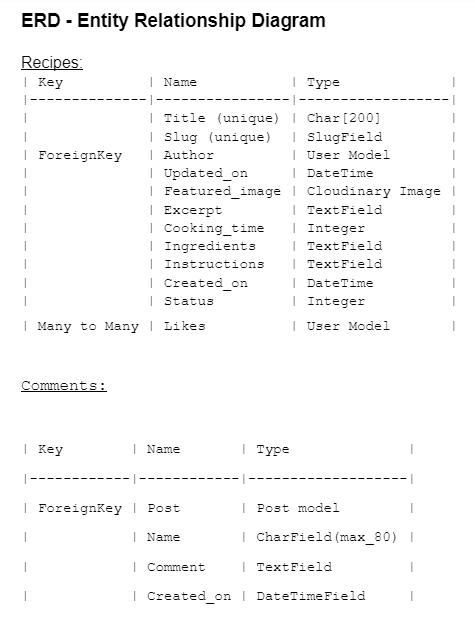 ERD - Entity Relationship Diagram
Recipes:
| Key | Name | Type |
|---------------|-----------------|-------------------|
| | Title (unique) | Char[200] |
| | Slug (unique) | SlugField |
| ForeignKey | Author | User Model |
| | Updated_on | DateTime |
| | Featured_image | Cloudinary Image |
| | Excerpt | TextField |
| | Cooking_time | Integer |
| | Ingredients | TextField |
| | Instructions | TextField |
| | Created_on | DateTime |
| | Status | Integer |
| Many to Many | Likes | User Model |
Comments:
| Key | Name | Type |
|------------|------------|--------------------|
| ForeignKey | Post | Post model |
| | Name | CharField(max_80) |
| | Comment | TextField |
| | Created_on | DateTimeField |